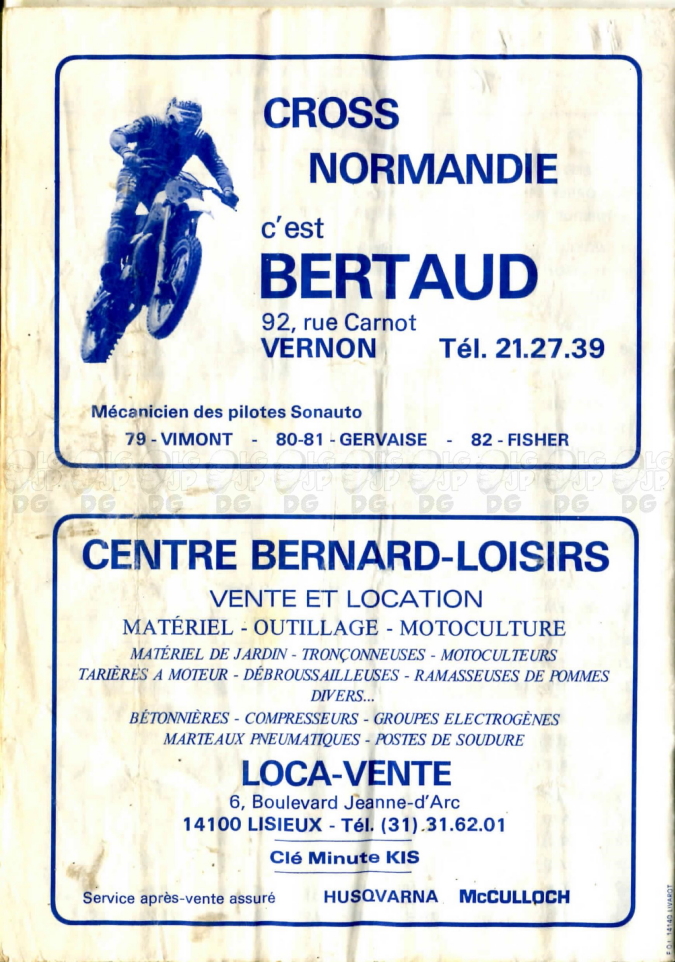 CROSS
NORMANDIE
c'est
BERTAUD
92, rue Carnot
VERNON Tél. 21.27.39
Mécanicien des pilotes Sonauto
79 - VIMONT - 80-81 - GERVAISE - 82 - FISHER
CENTRE BERNARD-LOISIRS
VENTE ET LOCATION
MATÉRIEL - OUTILLAGE - MOTOCULTURE
MATÉRIEL DE JARDIN - TRONÇONNEUSES - MOTOCULTEURS
TARIÈRES A MOTEUR - DÉBROUSSAILLEUSES - RAMASSEUSES DE POMMES
DIVERS...
BÉTONNIÈRES - COMPRESSEURS - GROUPES ELECTROGÈNES
MARTEAUX PNEUMATIQUES - POSTES DE SOUDURE
LOCA-VENTE
6, Boulevard Jeanne-d'Arc
14100 LISIEUX - Tél. (31) 31.62.01
Clé Minute KIS
Service après-vente assuré HUSQVARNA McCULLOCH
14140 LIVAROT